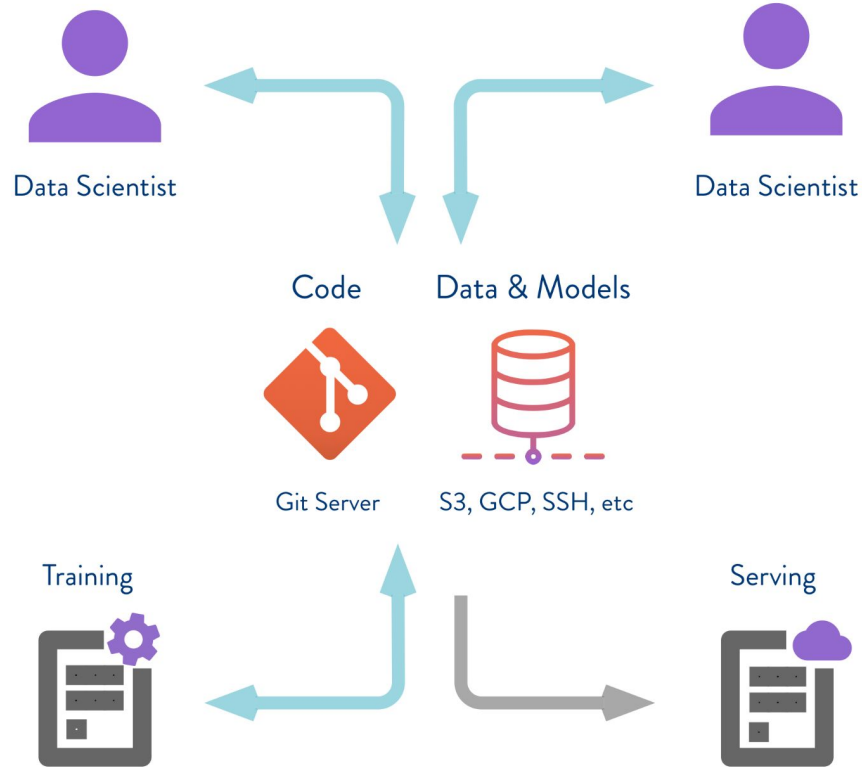 Data Scientist
Data Scientist
Code
Data & Models
Git Server
S3, GCP, SSH, etc
Training
Serving